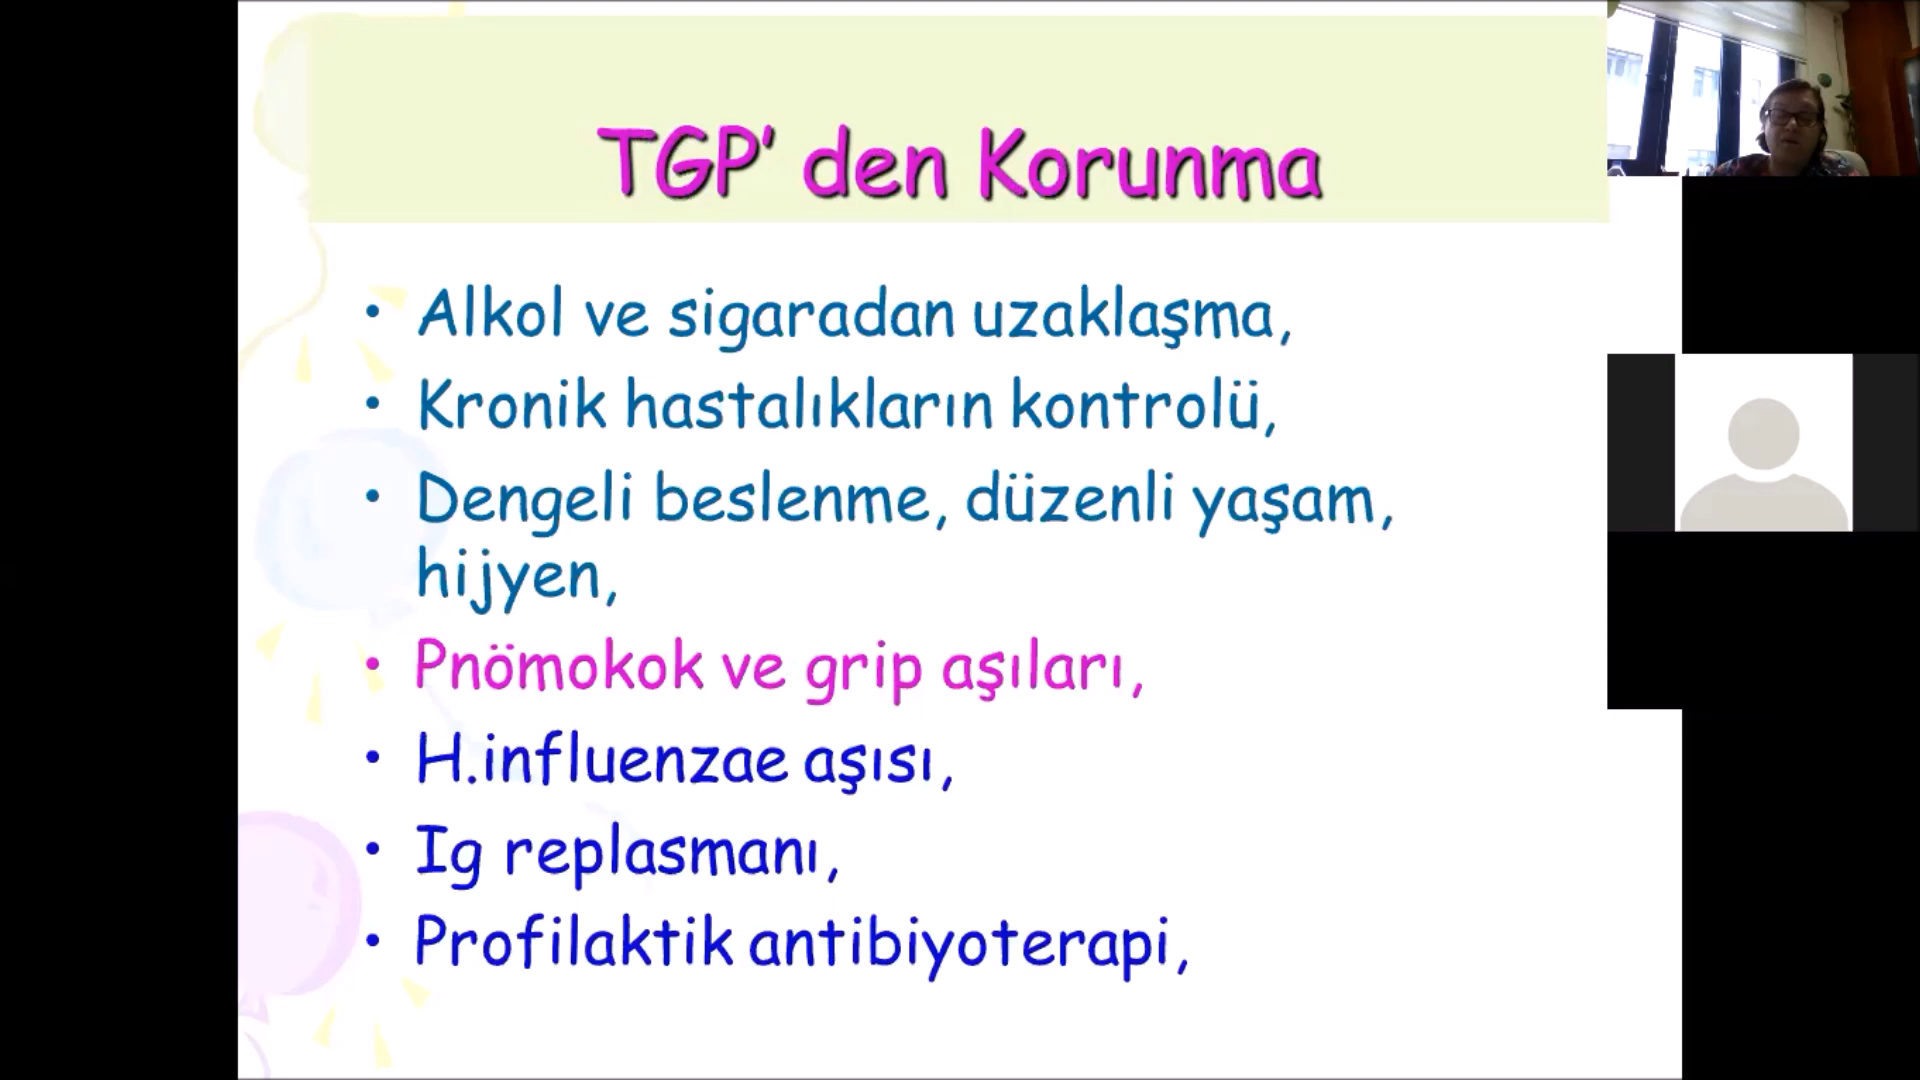 TGP' den Korunma
• Alkol ve sigaradan uzaklaşma,
• Kronik hastalıkların kontrolü,
• Dengeli beslenme, düzenli yaşam,
hijyen,
• Pnömokok ve grip aşıları,
• H.influenzae aşısı,
• Ig replasmanı,
• Profilaktik antibiyoterapi,